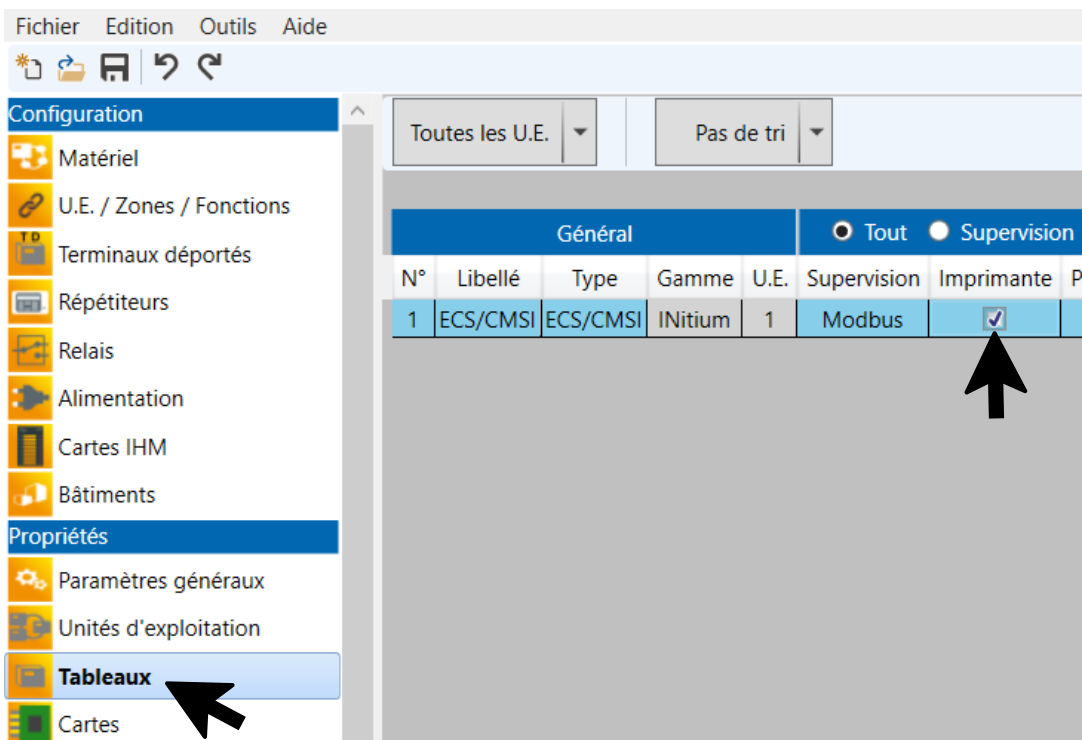 Fichier Edition Outils Aide
Configuration
Matériel
U.E. / Zones / Fonctions
TD
Terminaux déportés
Répétiteurs
Relais
Alimentation
Cartes IHM
Bâtiments
Propriétés
Paramètres généraux
Unités d'exploitation
Tableaux
Cartes
Toutes les U.E. Pas de tri
Général Tout Supervision
N° Libellé Type Gamme U.E. Supervision Imprimante P
1 ECS/CMSI ECS/CMSI INitium 1 Modbus